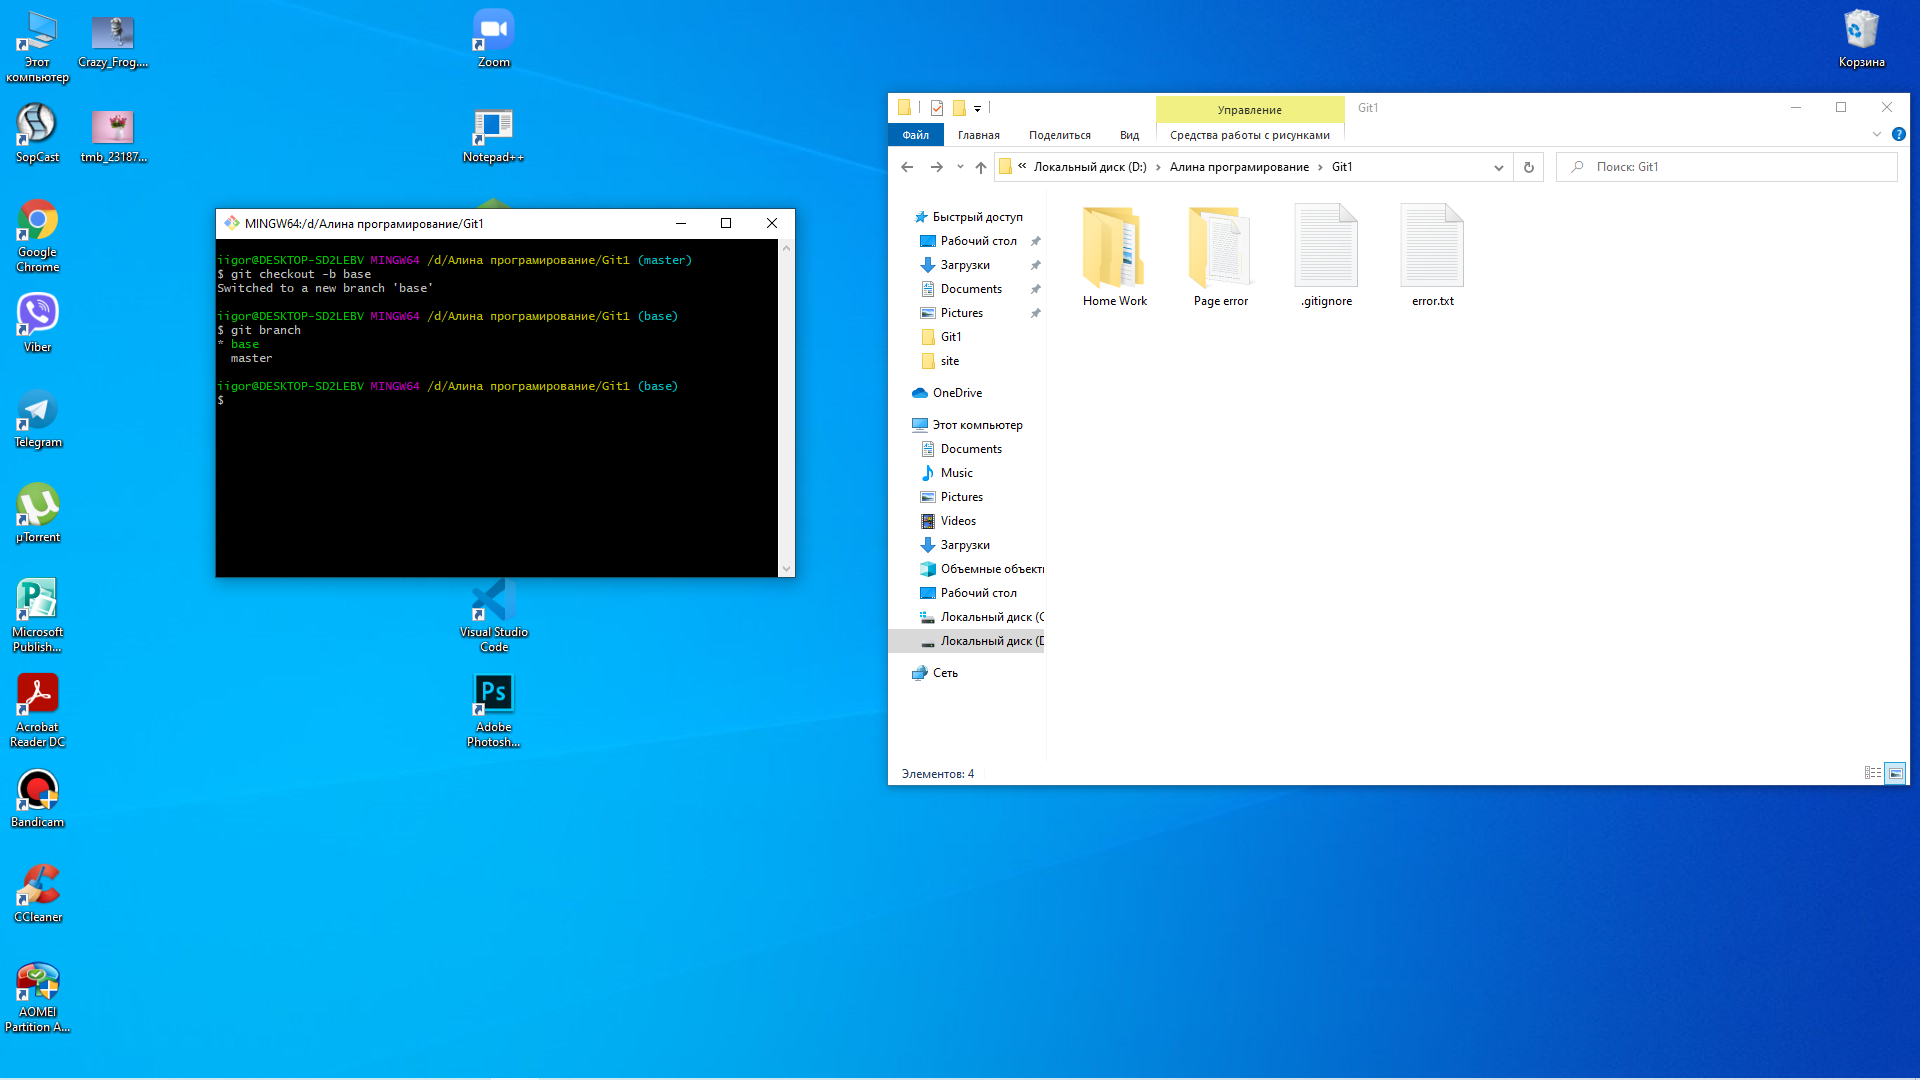 Этот
компьютер
Crazy_Frog....
SopCast
tmb_23187...
Google
Chrome
Viber
Telegram
µTorrent
Microsoft
Publish...
Acrobat
Reader DC
Bandicam
CCleaner
AOMEI
Partition A...
Zoom
Notepad++
Visual Studio
Code
Ps
Adobe
Photosh...
Корзина
MINGW64:/d/Алина програмирование/Git1
iigor@DESKTOP-SD2LEBV MINGW64 /d/Алина програмирование/Git1 (master)
$ git checkout -b base
Switched to a new branch 'base'
iigor@DESKTOP-SD2LEBV MINGW64 /d/Алина програмирование/Git1 (base)
$ git branch
* base
master
iigor@DESKTOP-SD2LEBV MINGW64 /d/Алина програмирование/Git1 (base)
$
Управление
Git1
Файл
Главная
Поделиться
Вид
Средства работы с рисунками
« Локальный диск (D:) › Алина програмирование › Git1
Поиск: Git1
Быстрый доступ
Рабочий стол
Загрузки
Documents
Pictures
Git1
site
OneDrive
Этот компьютер
Documents
Music
Pictures
Videos
Загрузки
Объемные объекты
Рабочий стол
Локальный диск (C
Локальный диск (D
Сеть
Home Work
Page error
.gitignore
error.txt
Элементов: 4